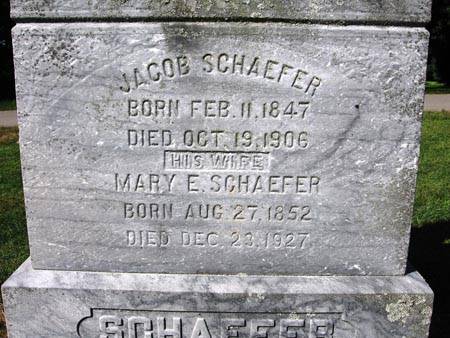 JACOB SCHAEFER
BORN FEB. 11. 1847
DIED OCT. 19, 1906
HIS WIFE
MARY E. SCHAEFER
BORN AUG. 27, 1852
DIED DEC. 23, 1927
SCHAEFER